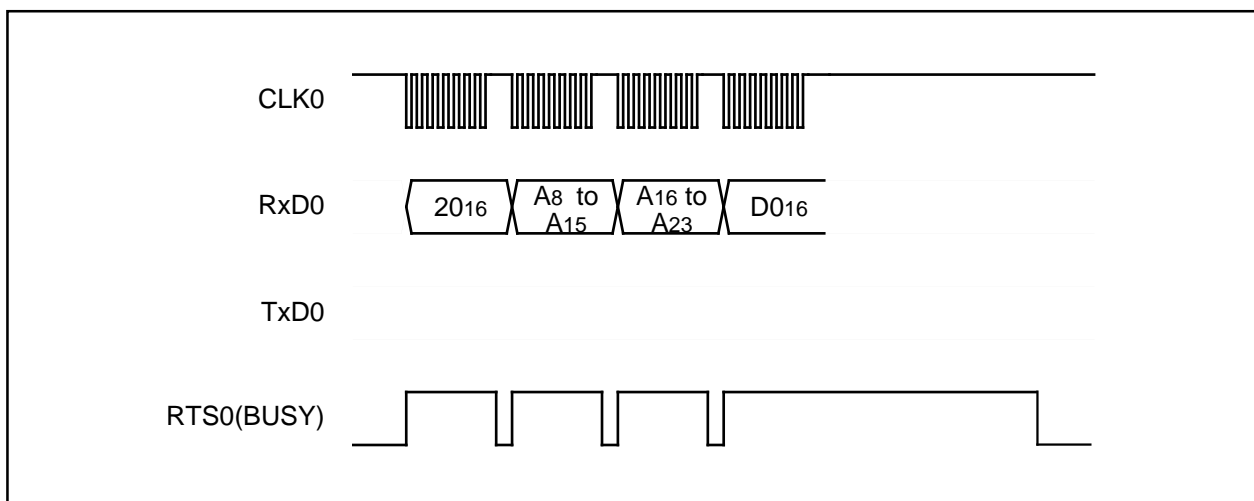 CLK0
RxD0
2016
A8 to
A15
A16 to
A23
D016
TxD0
RTS0(BUSY)